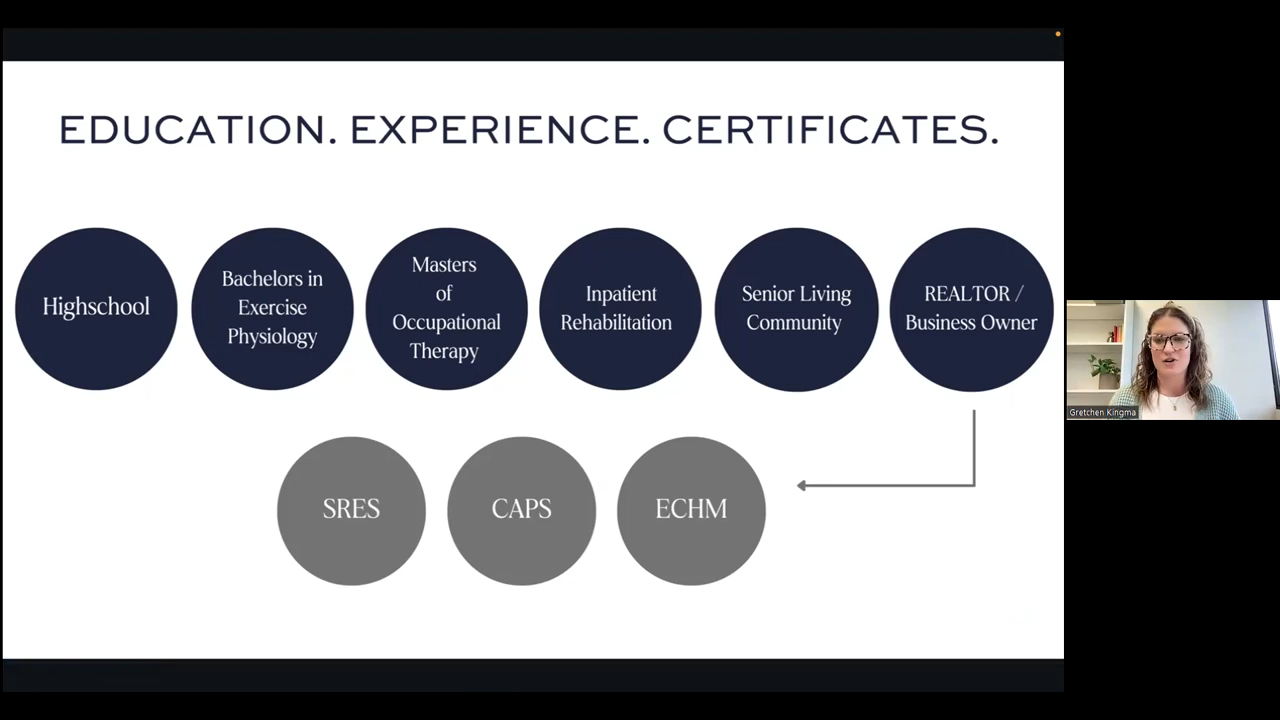 EDUCATION. EXPERIENCE. CERTIFICATES.
Highschool
Bachelors in
Exercise
Physiology
Masters
of
Occupational
Therapy
Inpatient
Rehabilitation
Senior Living
Community
REALTOR /
Business Owner
SRES
CAPS
ECHM
Gretchen Kingma